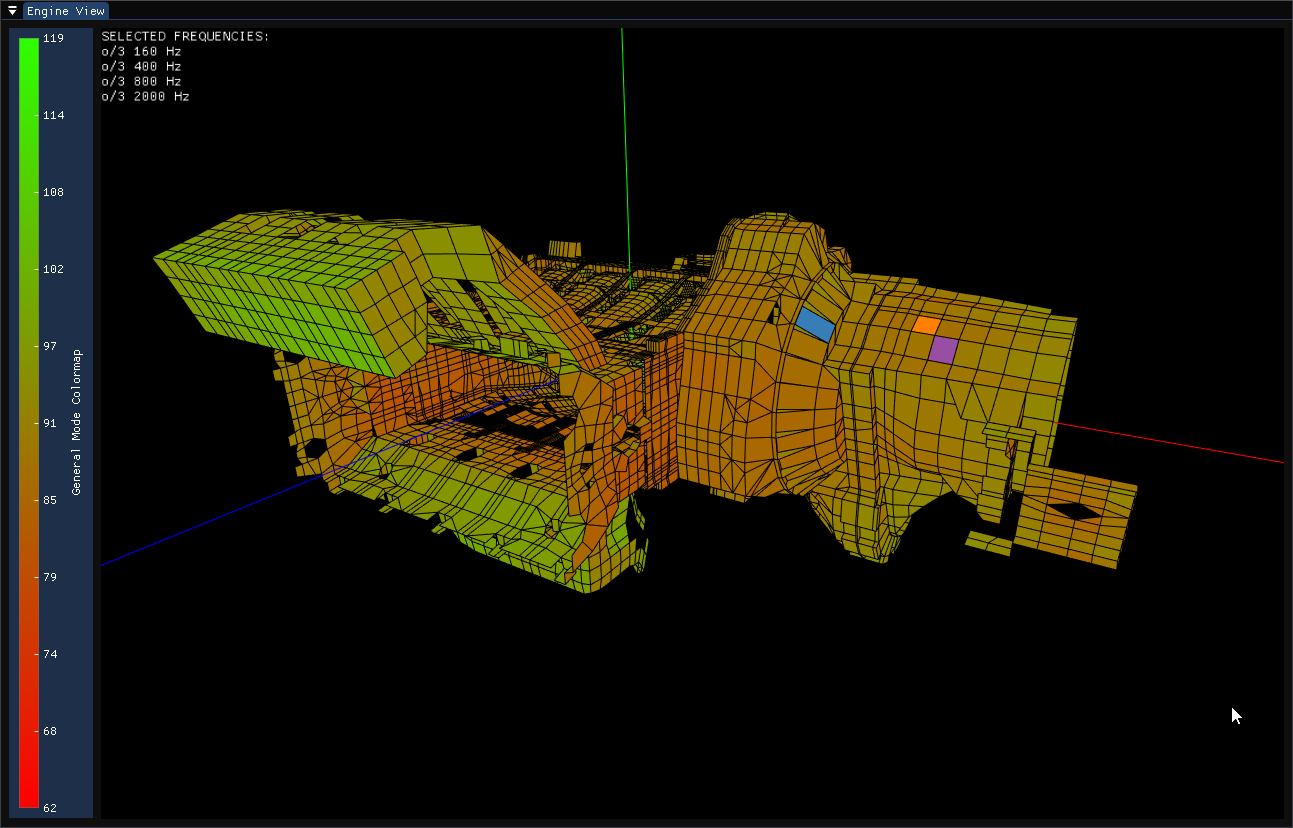 Engine View
SELECTED FREQUENCIES:
o/3 160 Hz
o/3 400 Hz
o/3 800 Hz
o/3 2000 Hz
119
114
108
102
97
91
85
79
74
68
62
General Mode Colormap